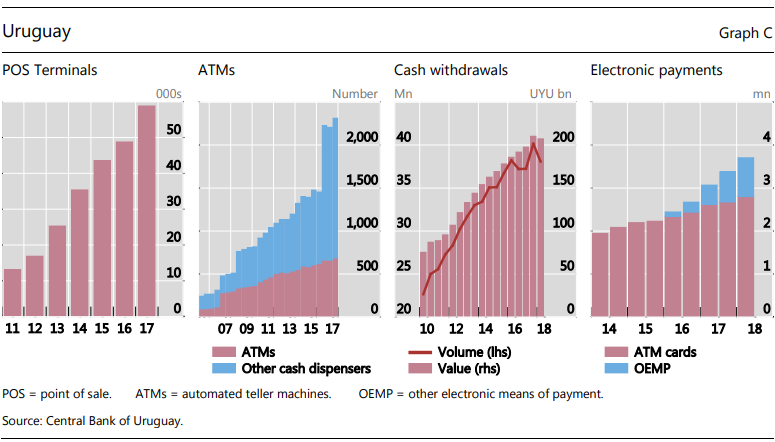 Uruguay
Graph C
POS Terminals
ATMs
Cash withdrawals
Electronic payments
000s
Number
Mn
UYU bn
mn
50
40
30
20
10
0
11 12 13 14 15 16 17
2,000
1,500
1,000
500
0
07 09 11 13 15 17
ATMs
Other cash dispensers
40
35
30
25
20
200
150
100
50
0
10 12 14 16 18
Volume (lhs)
Value (rhs)
4
3
2
1
0
14 15 16 17 18
ATM cards
OEMP
POS = point of sale. ATMs = automated teller machines. OEMP = other electronic means of payment.
Source: Central Bank of Uruguay.